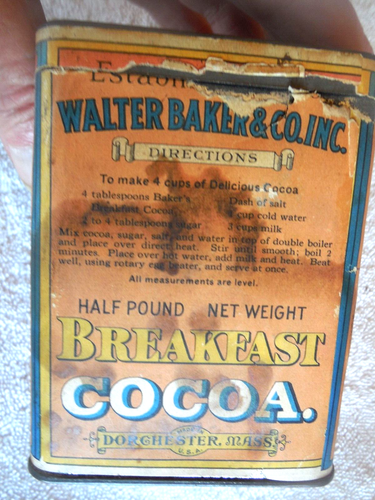 WALTER BAKER & CO. INC.
DIRECTIONS
To make 4 cups of Delicious Cocoa
4 tablespoons Baker's Dash of salt
Breakfast Cocoa cup cold water
2 to 4 tablespoons sugar 3 cups milk
Mix cocoa, sugar, salt, and water in top of double boiler
and place over direct heat. Stir until smooth; boil 2
minutes. Place over hot water, add milk and heat. Beat
well, using rotary egg beater, and serve at once.
All measurements are level.
HALF POUND NET WEIGHT
BREAKFAST
COCOA.
MADE IN
DORCHESTER, MASS.
U.S.A.